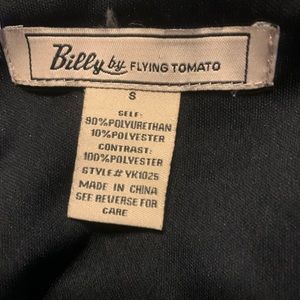 Billy by FLYING TOMATO
S
SELF:
90%POLYURETHAN
10%POLYESTER
CONTRAST:
100%POLYESTER
STYLE# YK1025
MADE IN CHINA
SEE REVERSE FOR
CARE